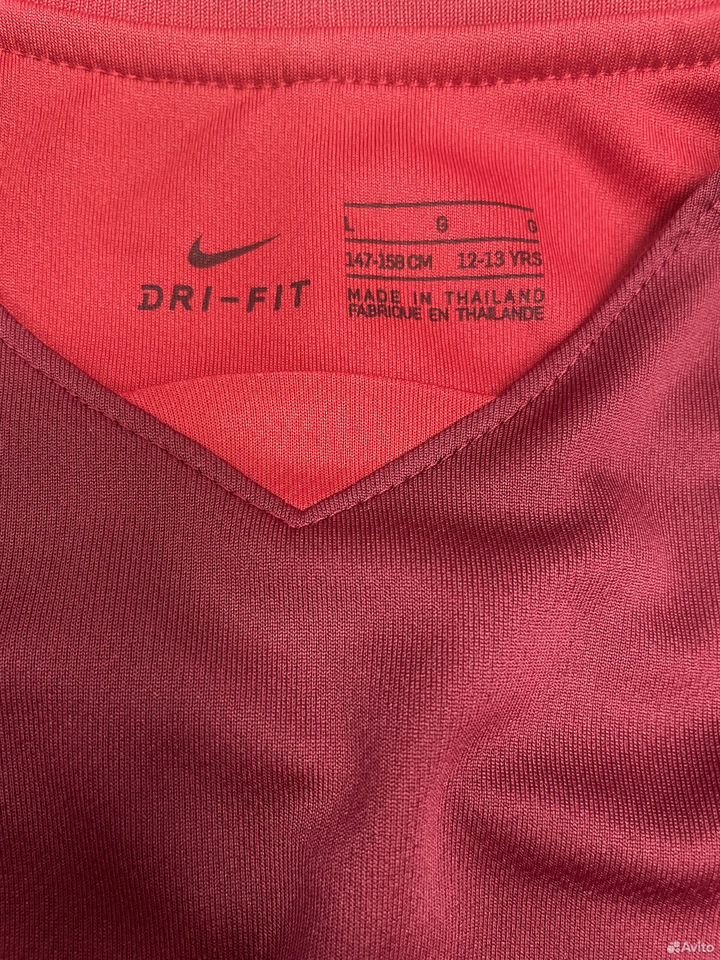 DRI-FIT
L G G
147-158 CM 12-13 YRS
MADE IN THAILAND
FABRIQUE EN THAILANDE
Avito